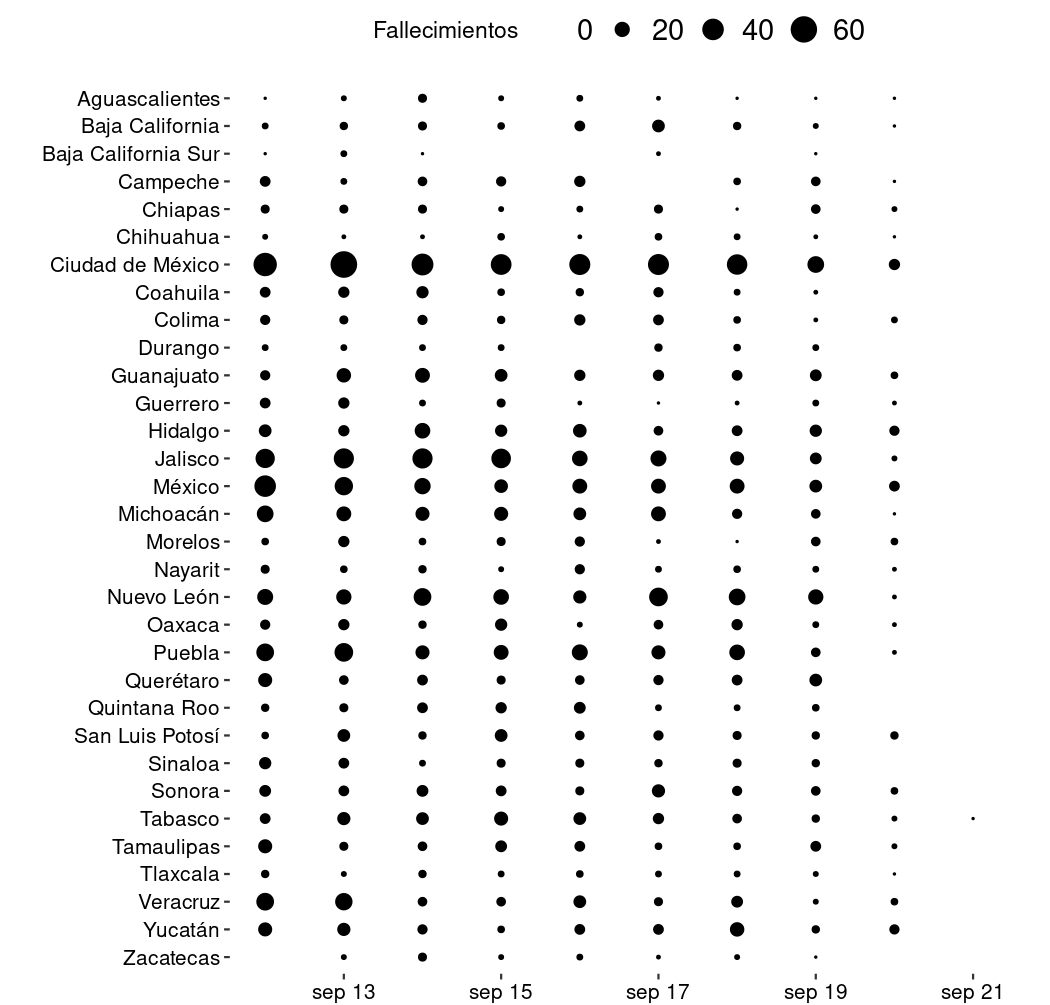 Fallecimientos 0 20 40 60
Aguascalientes
Baja California
Baja California Sur
Campeche
Chiapas
Chihuahua
Ciudad de México
Coahuila
Colima
Durango
Guanajuato
Guerrero
Hidalgo
Jalisco
México
Michoacán
Morelos
Nayarit
Nuevo León
Oaxaca
Puebla
Querétaro
Quintana Roo
San Luis Potosí
Sinaloa
Sonora
Tabasco
Tamaulipas
Tlaxcala
Veracruz
Yucatán
Zacatecas
sep 13 sep 15 sep 17 sep 19 sep 21